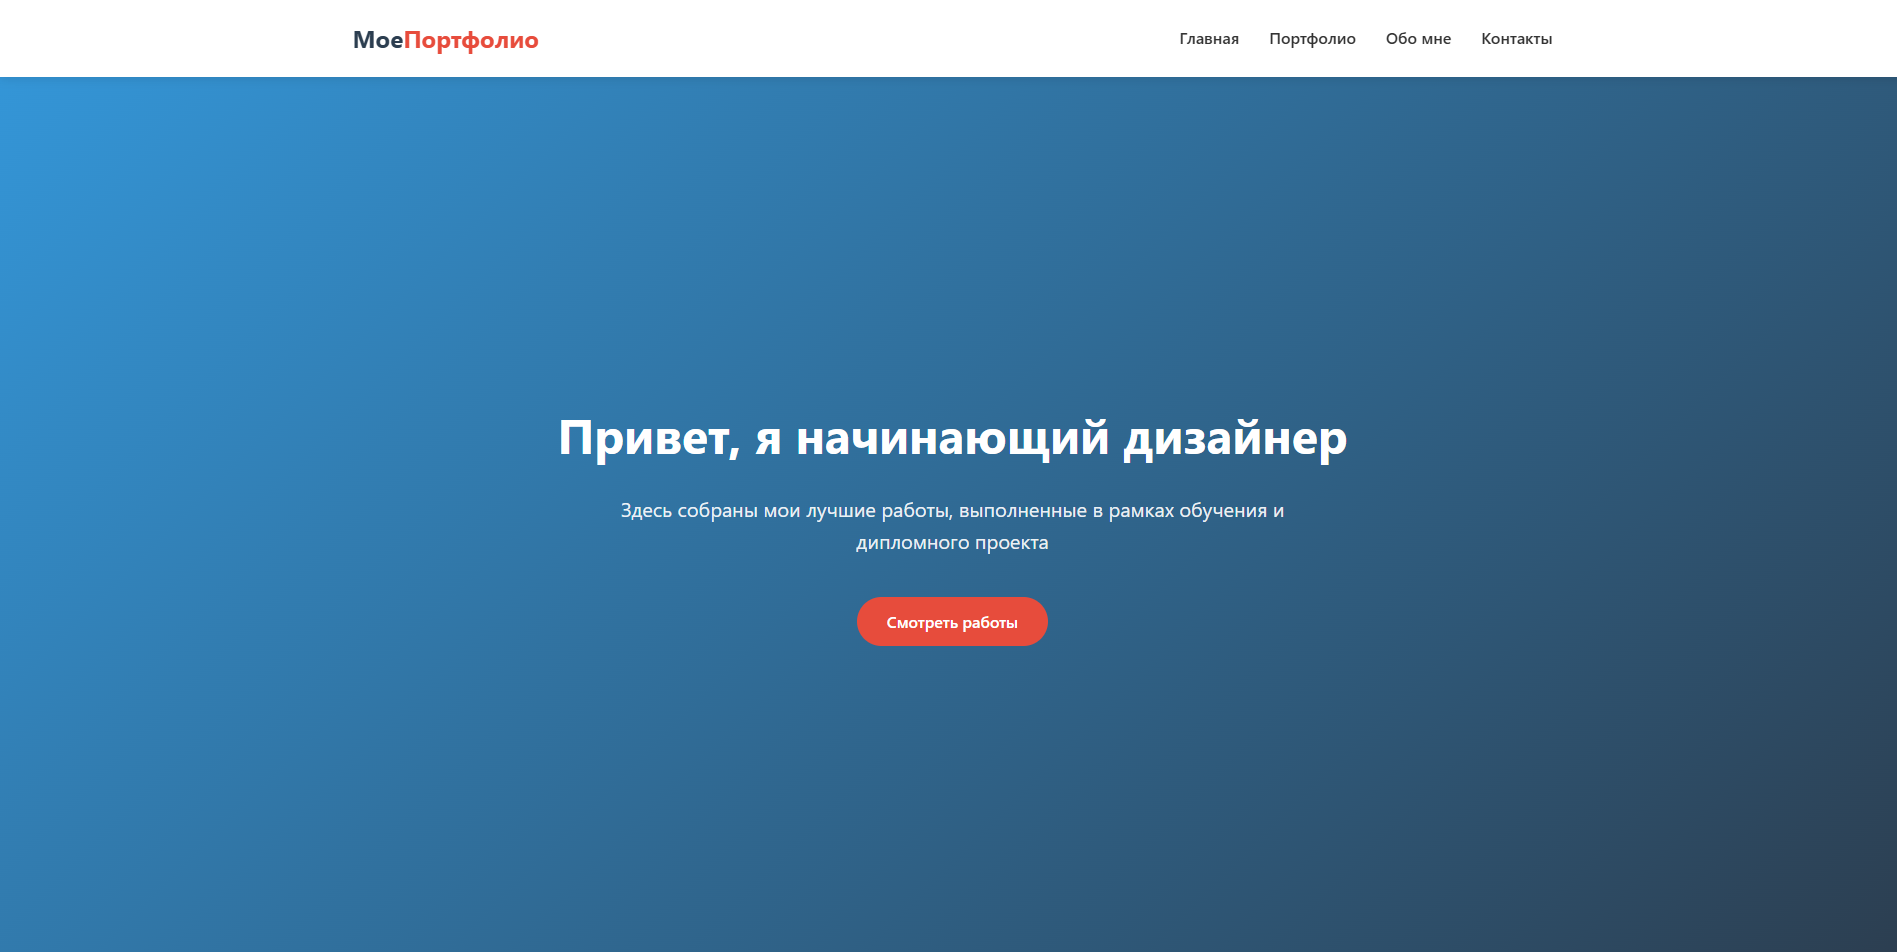 МоеПортфолио
Главная Портфолио Обо мне Контакты
Привет, я начинающий дизайнер
Здесь собраны мои лучшие работы, выполненные в рамках обучения и
дипломного проекта
Смотреть работы